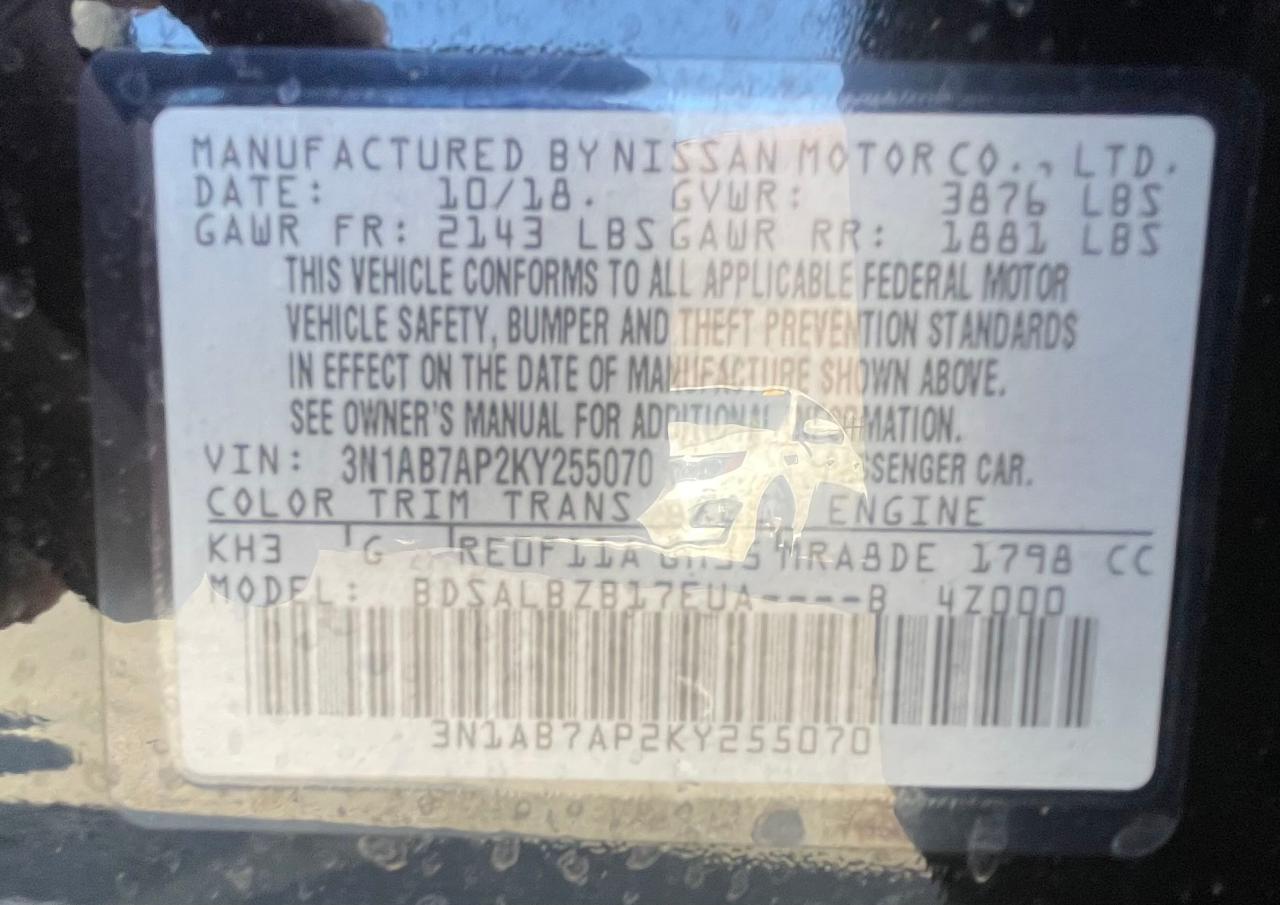 MANUFACTURED BY NISSAN MOTOR CO., LTD.
DATE: 10/18. GVWR: 3876 LBS
GAWR FR: 2143 LBS GAWR RR: 1881 LBS
THIS VEHICLE CONFORMS TO ALL APPLICABLE FEDERAL MOTOR
VEHICLE SAFETY, BUMPER AND THEFT PREVENTION STANDARDS
IN EFFECT ON THE DATE OF MANUFACTURE SHOWN ABOVE.
SEE OWNER'S MANUAL FOR ADDITIONAL INFORMATION.
VIN: 3N1AB7AP2KY255070 PASSENGER CAR.
COLOR TRIM TRANS ENGINE
KH3 G RE0F11A MRA8DE 1798 CC
MODEL: BDSALBZB17EUA----B 4Z000
3N1AB7AP2KY255070